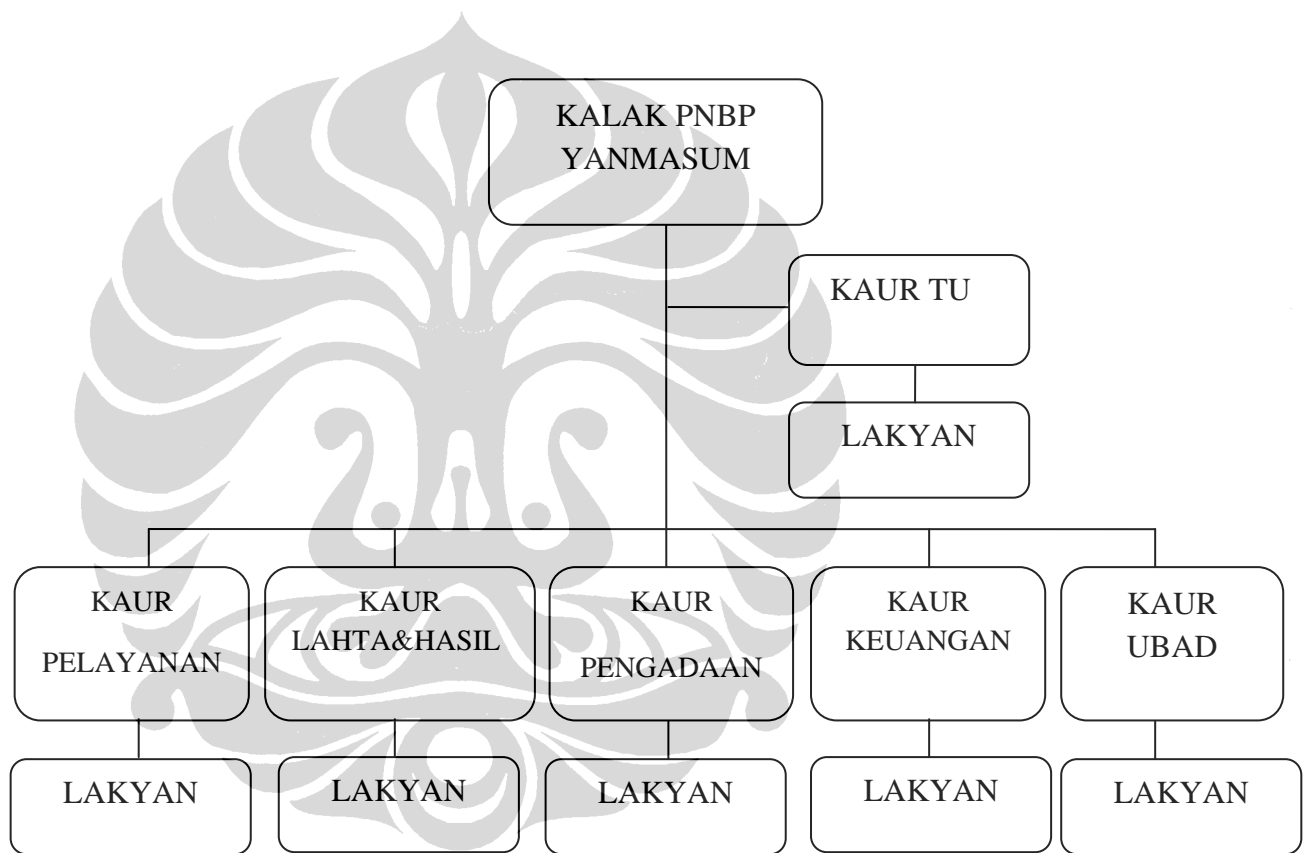 KALAK PNBP
YANMASUM
KAUR TU
LAKYAN
KAUR
PELAYANAN
KAUR
LAHTA&HASIL
KAUR
PENGADAAN
KAUR
KEUANGAN
KAUR
UBAD
LAKYAN
LAKYAN
LAKYAN
LAKYAN
LAKYAN